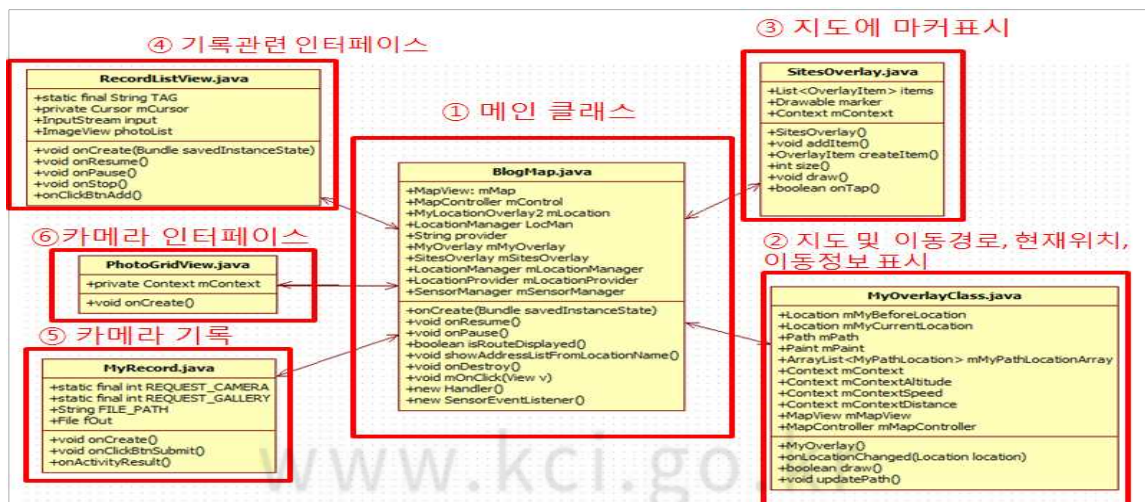 ④ 기록관련 인터페이스
RecordListView.java
+static final String TAG
+private Cursor mCursor
+InputStream input
+ImageView photoList
+void onCreate(Bundle savedInstanceState)
+void onResume()
+void onPause()
+void onStop()
+onClickBtnAdd()
⑥카메라 인터페이스
PhotoGridView.java
+private Context mContext
+void onCreate()
⑤ 카메라 기록
MyRecord.java
+static final int REQUEST_CAMERA
+static final int REQUEST_GALLERY
+String FILE_PATH
+File fOut
+void onCreate()
+void onClickBtnSubmit()
+onActivityResult()
① 메인 클래스
BlogMap.java
+MapView: mMap
+MapController mControl
+MyLocationOverlay2 mLocation
+LocationManager LocMan
+String provider
+MyOverlay mMyOverlay
+SitesOverlay mSitesOverlay
+LocationManager mLocationManager
+LocationProvider mLocationProvider
+SensorManager mSensorManager
+onCreate(Bundle savedInstanceState)
+void onResume()
+void onPause()
+boolean isRouteDisplayed()
+void showAddressListFromLocationName()
+void onDestroy()
+void mOnClick(View v)
+new Handler()
+new SensorEventListener()
③ 지도에 마커표시
SitesOverlay.java
+List<OverlayItem> items
+Drawable marker
+Context mContext
+SitesOverlay()
+void addItem()
+OverlayItem createItem()
+int size()
+void draw()
+boolean onTap()
② 지도 및 이동경로, 현재위치,
이동정보 표시
MyOverlayClass.java
+Location mMyBeforeLocation
+Location mMyCurrentLocation
+Path mPath
+Paint mPaint
+ArrayList<MyPathLocation> mMyPathLocationArray
+Context mContext
+Context mContextAltitude
+Context mContextSpeed
+Context mContextDistance
+MapView mMapView
+MapController mMapController
+MyOverlay()
+onLocationChanged(Location location)
+boolean draw()
+void updatePath()
www.kci.go.kr